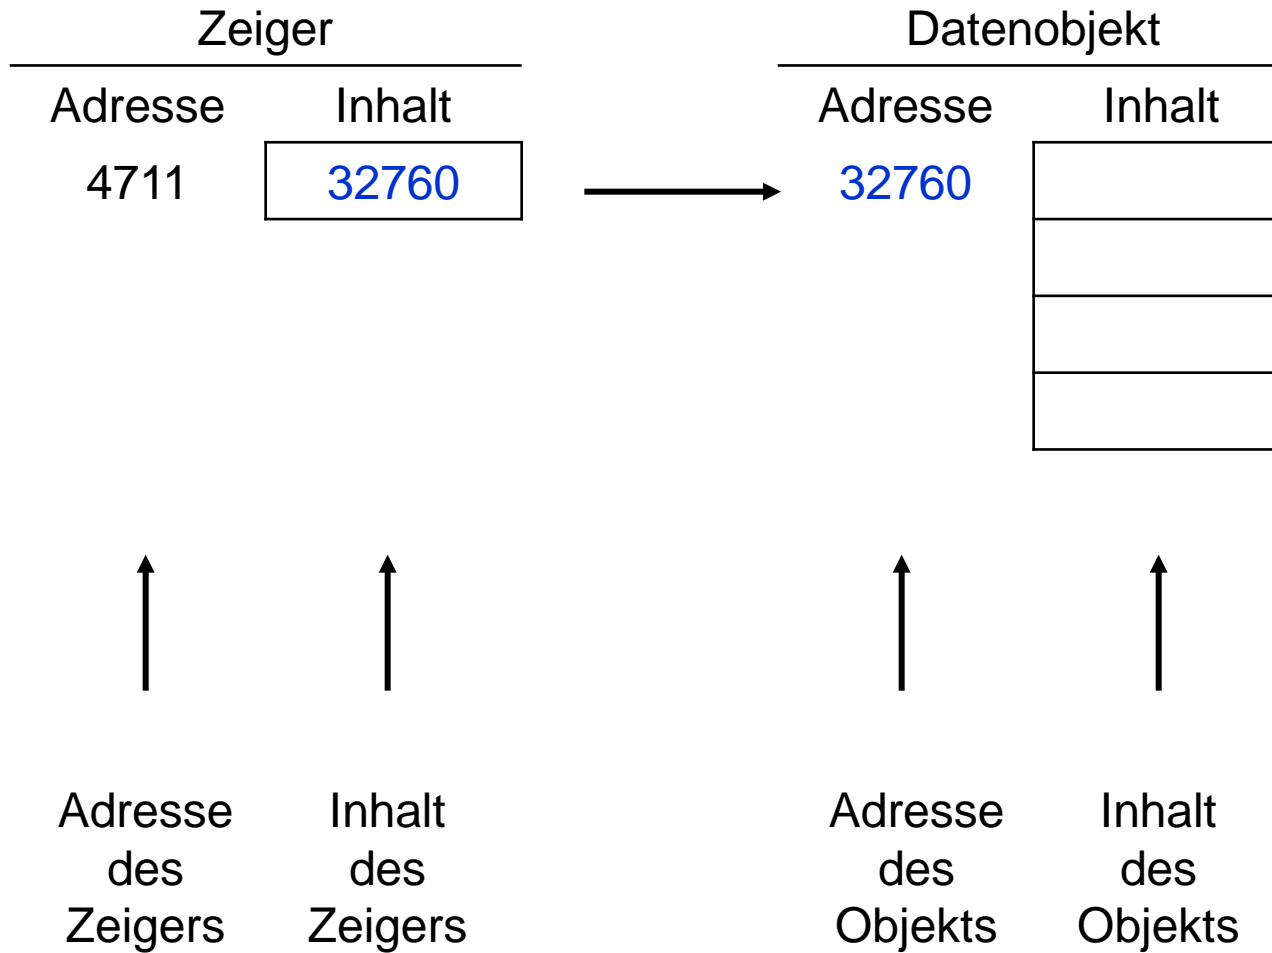 Zeiger
Datenobjekt
Adresse Inhalt
Adresse Inhalt
4711 32760
32760
Adresse
des
Zeigers
Inhalt
des
Zeigers
Adresse
des
Objekts
Inhalt
des
Objekts